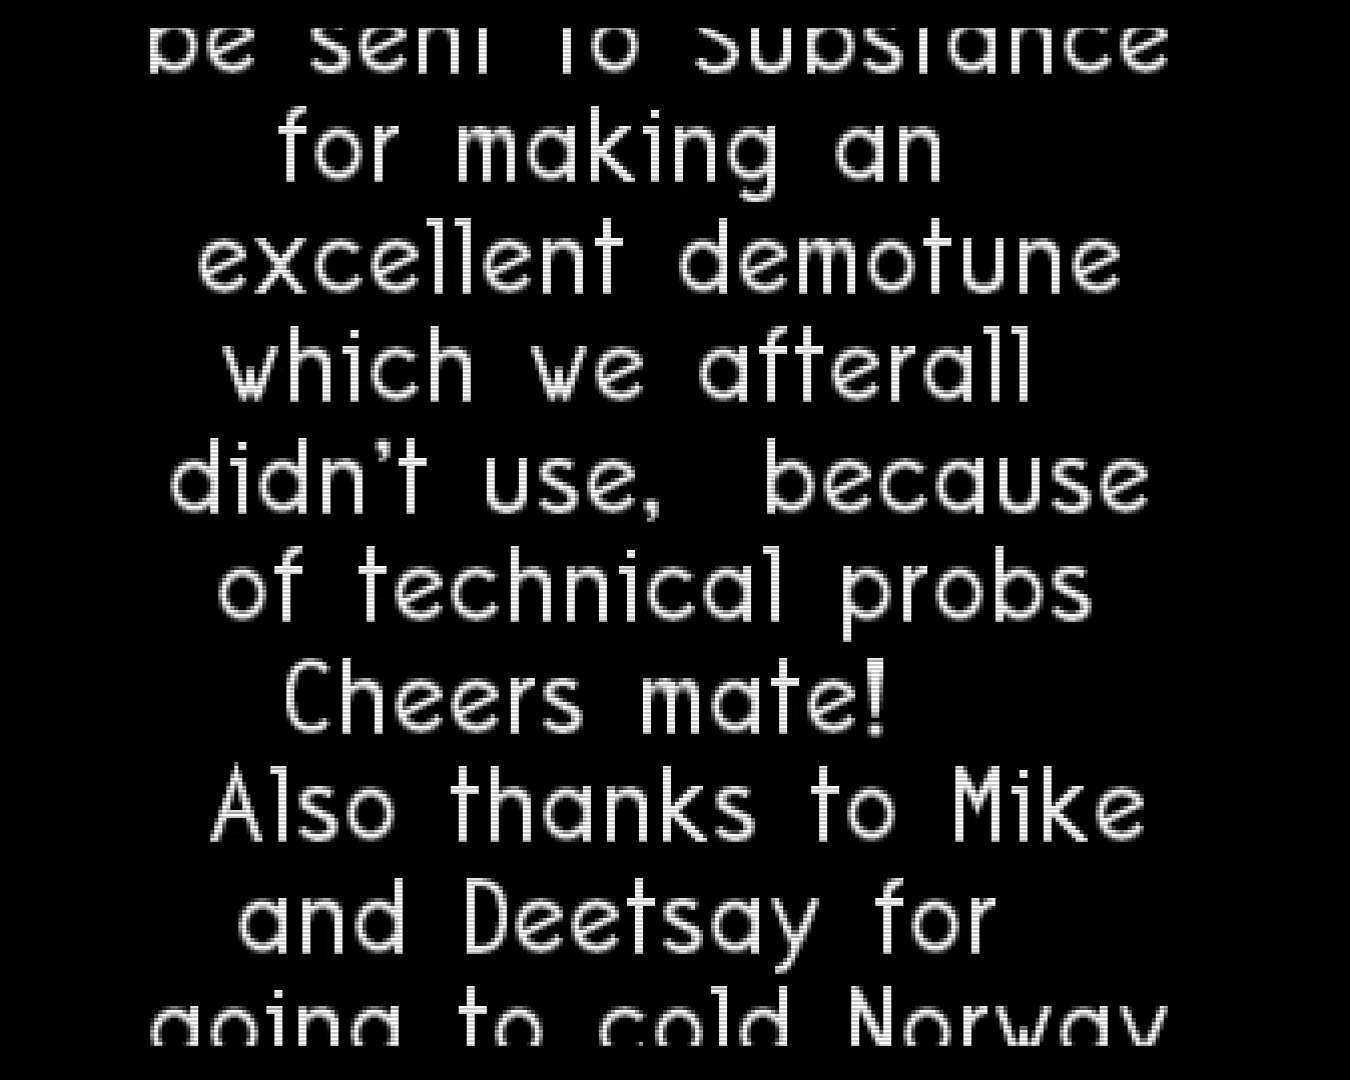 be sent to Substance
for making an
excellent demotune
which we afterall
didn't use, because
of technical probs
Cheers mate!
Also thanks to Mike
and Deetsay for
going to cold Norway